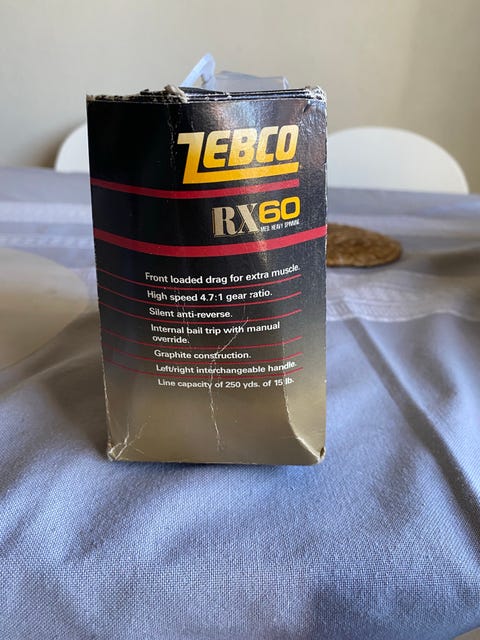 ZEBCO
RX60
MED. HEAVY SPINNING
Front loaded drag for extra muscle.
High speed 4.7:1 gear ratio.
Silent anti-reverse.
Internal bail trip with manual
override.
Graphite construction.
Left/right interchangeable handle.
Line capacity of 250 yds. of 15 lb.